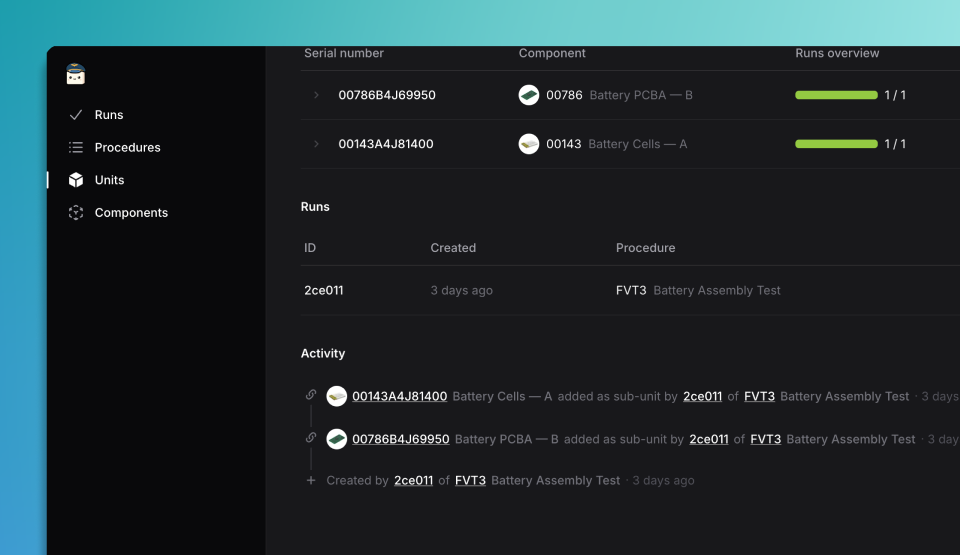 Serial number Component Runs overview
00786B4J69950 00786 Battery PCBA — B 1 / 1
00143A4J81400 00143 Battery Cells — A 1 / 1
Runs
Procedures
Units
Components
Runs
ID Created Procedure
2ce011 3 days ago FVT3 Battery Assembly Test
Activity
00143A4J81400 Battery Cells — A added as sub-unit by 2ce011 of FVT3 Battery Assembly Test · 3 days
00786B4J69950 Battery PCBA — B added as sub-unit by 2ce011 of FVT3 Battery Assembly Test · 3 day
Created by 2ce011 of FVT3 Battery Assembly Test · 3 days ago